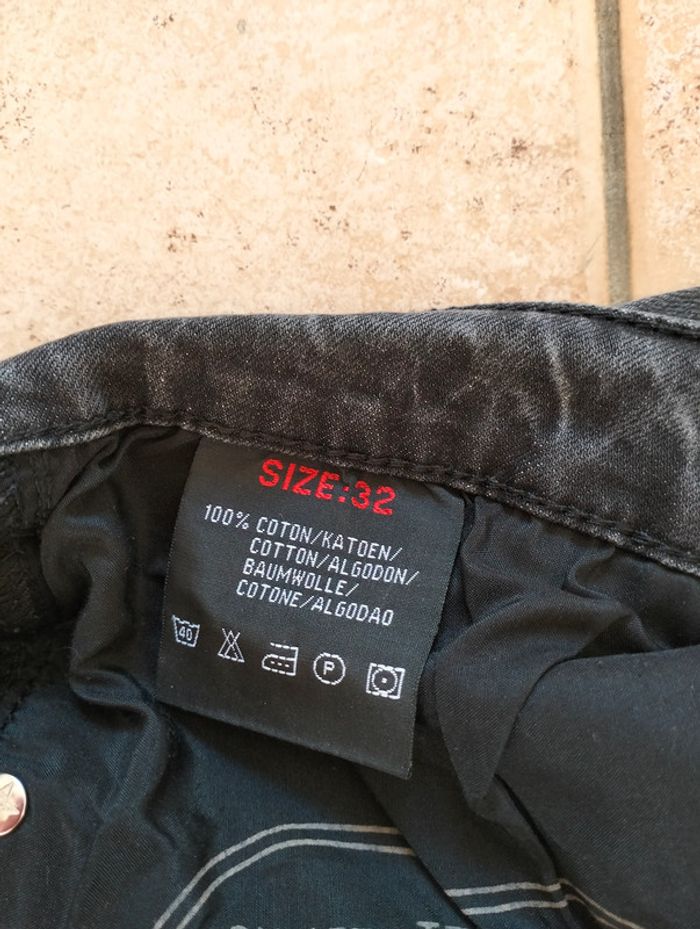 SIZE:32
100% COTON/KATOEN/
COTTON/ALGODON/
BAUMWOLLE/
COTONE/ALGODAO
40 P